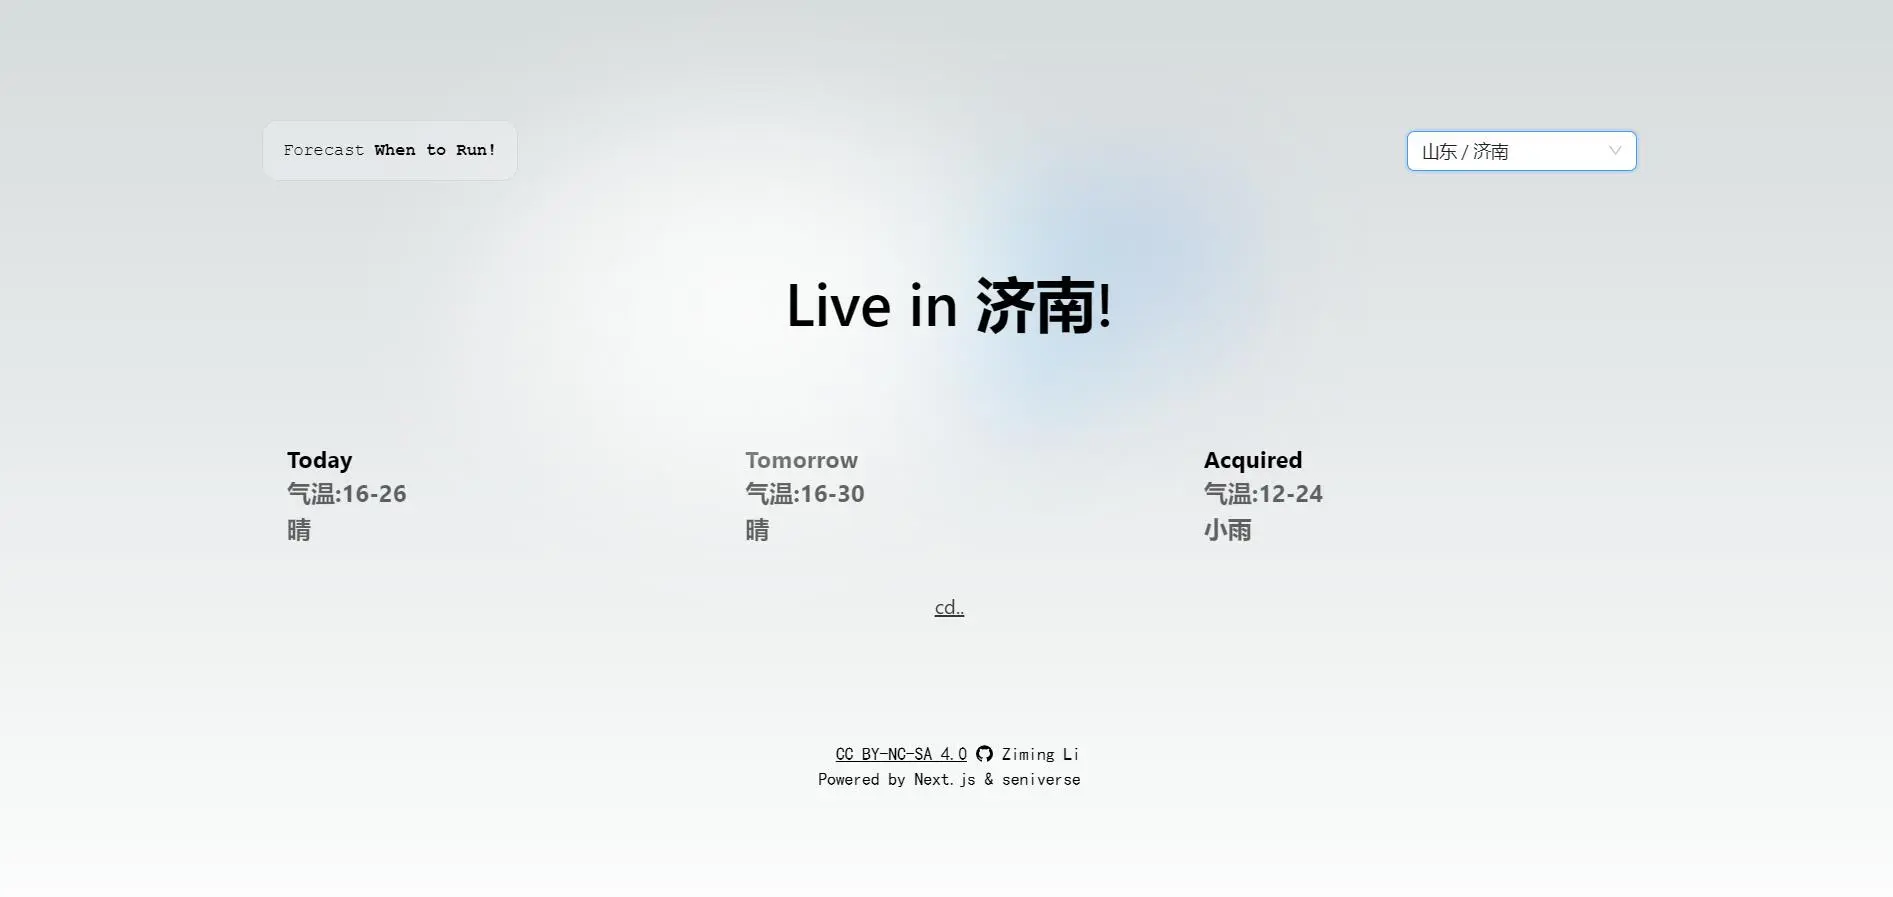 Forecast When to Run!
山东 / 济南
Live in 济南!
Today
气温:16-26
晴
Tomorrow
气温:16-30
晴
Acquired
气温:12-24
小雨
cd..
CC BY-NC-SA 4.0 Ziming Li
Powered by Next.js & seniverse